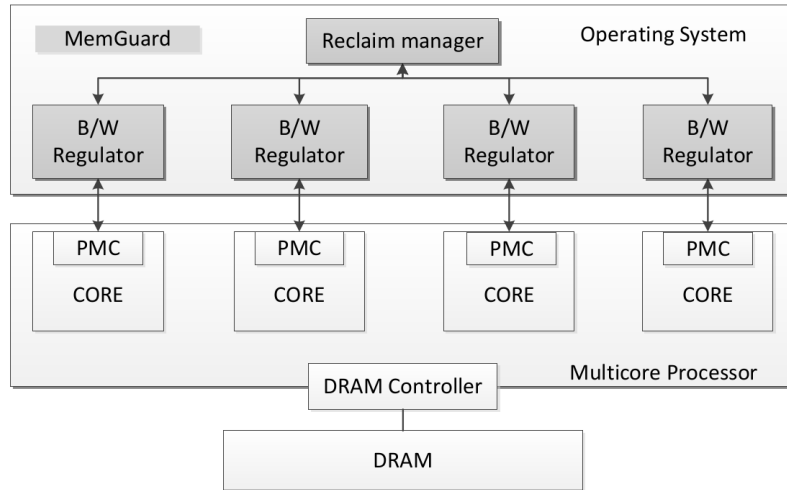 MemGuard
Reclaim manager
Operating System
B/W
Regulator
B/W
Regulator
B/W
Regulator
B/W
Regulator
PMC
CORE
PMC
CORE
PMC
CORE
PMC
CORE
Multicore Processor
DRAM Controller
DRAM